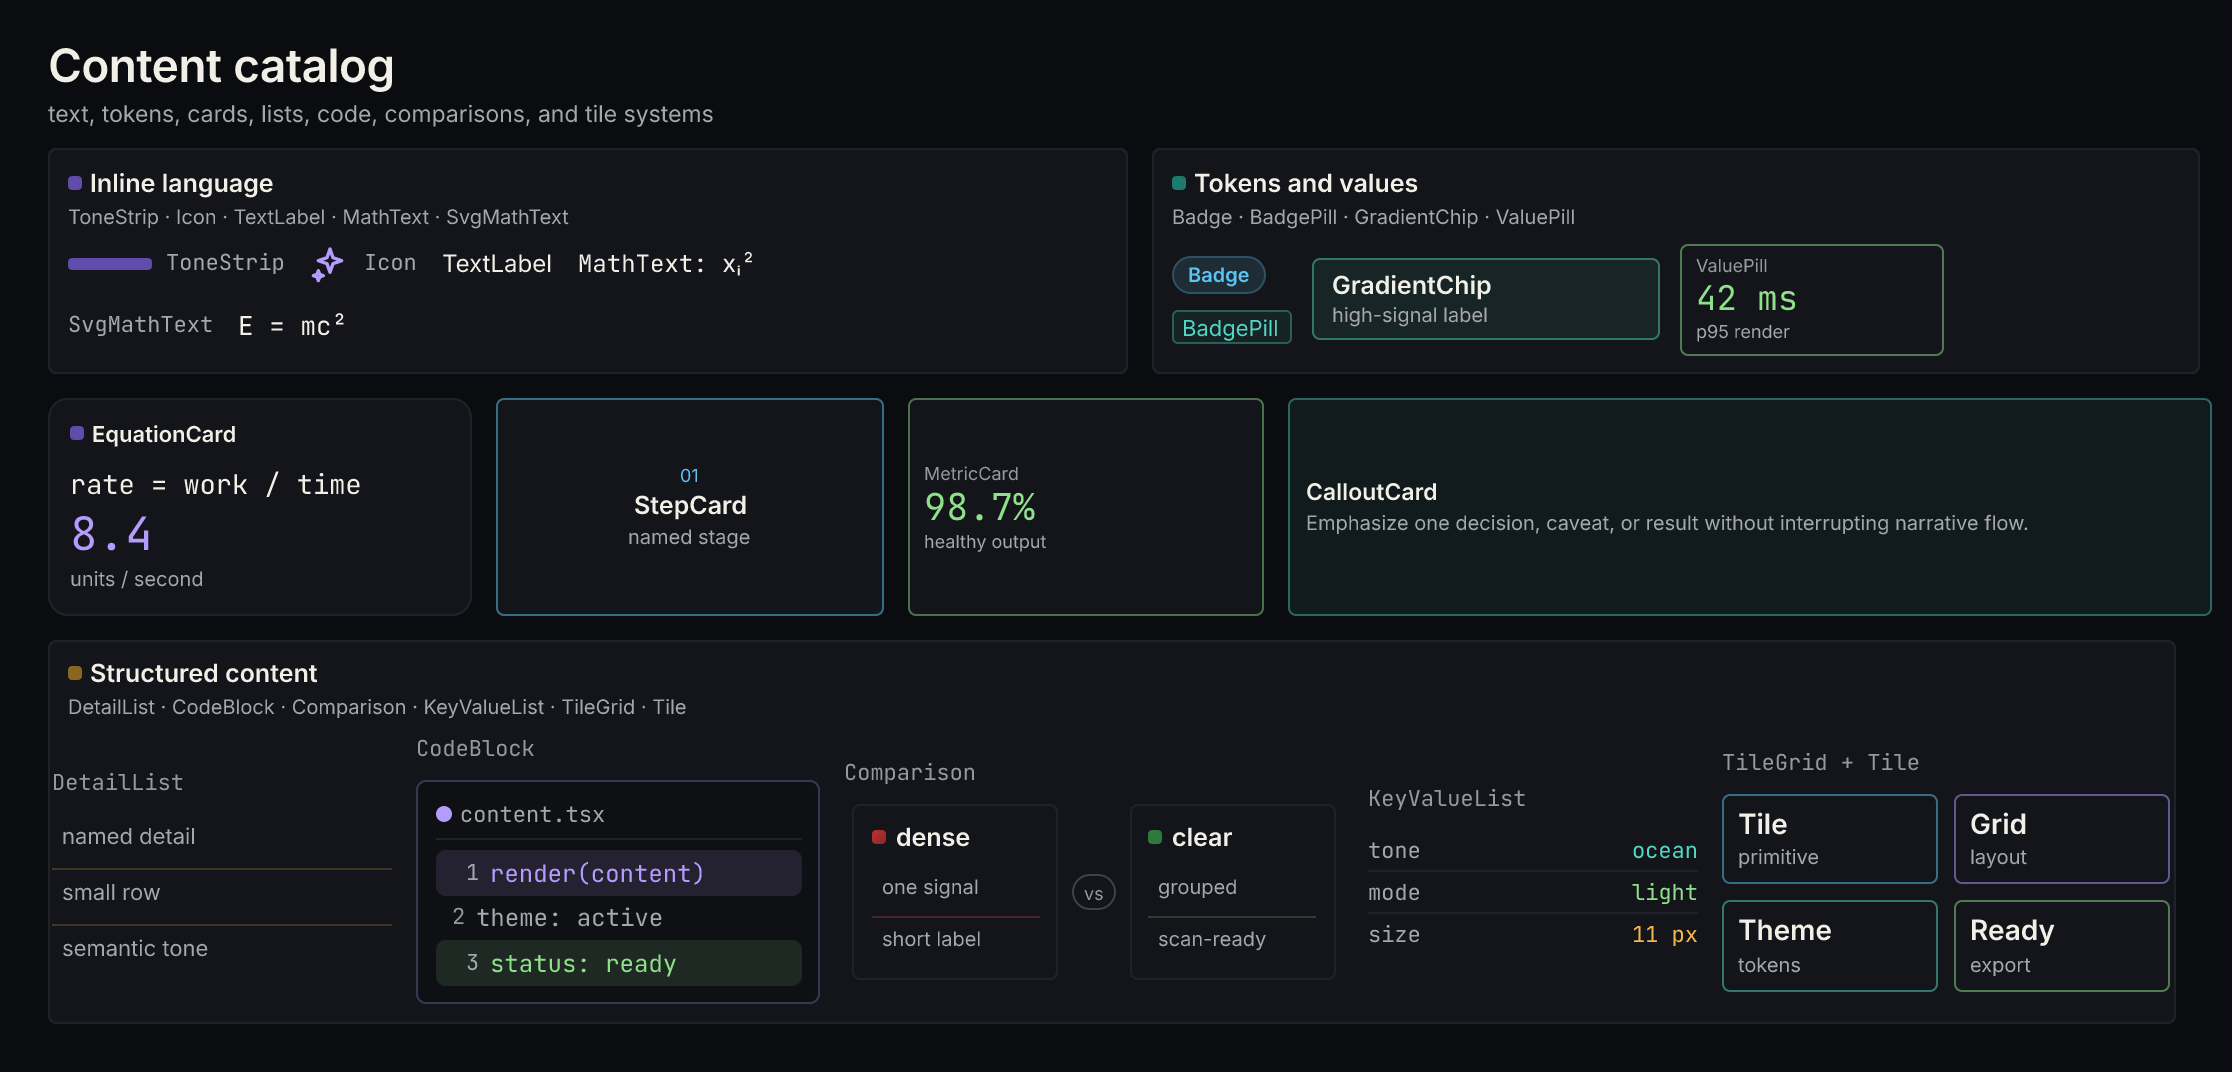 Content catalog
text, tokens, cards, lists, code, comparisons, and tile systems
Inline language
ToneStrip · Icon · TextLabel · MathText · SvgMathText
ToneStrip Icon TextLabel MathText: xᵢ²
SvgMathText E = mc²
Tokens and values
Badge · BadgePill · GradientChip · ValuePill
Badge
BadgePill
GradientChip
high-signal label
ValuePill
42 ms
p95 render
EquationCard
rate = work / time
8.4
units / second
01
StepCard
named stage
MetricCard
98.7%
healthy output
CalloutCard
Emphasize one decision, caveat, or result without interrupting narrative flow.
Structured content
DetailList · CodeBlock · Comparison · KeyValueList · TileGrid · Tile
DetailList
named detail
small row
semantic tone
CodeBlock
content.tsx
1 render(content)
2 theme: active
3 status: ready
Comparison
dense
one signal
short label
vs
clear
grouped
scan-ready
KeyValueList
tone ocean
mode light
size 11 px
TileGrid + Tile
Tile
primitive
Grid
layout
Theme
tokens
Ready
export